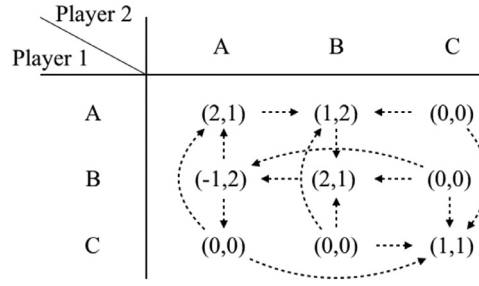 Player 2
Player 1
A B C
A (2,1) (1,2) (0,0)
B (-1,2) (2,1) (0,0)
C (0,0) (0,0) (1,1)